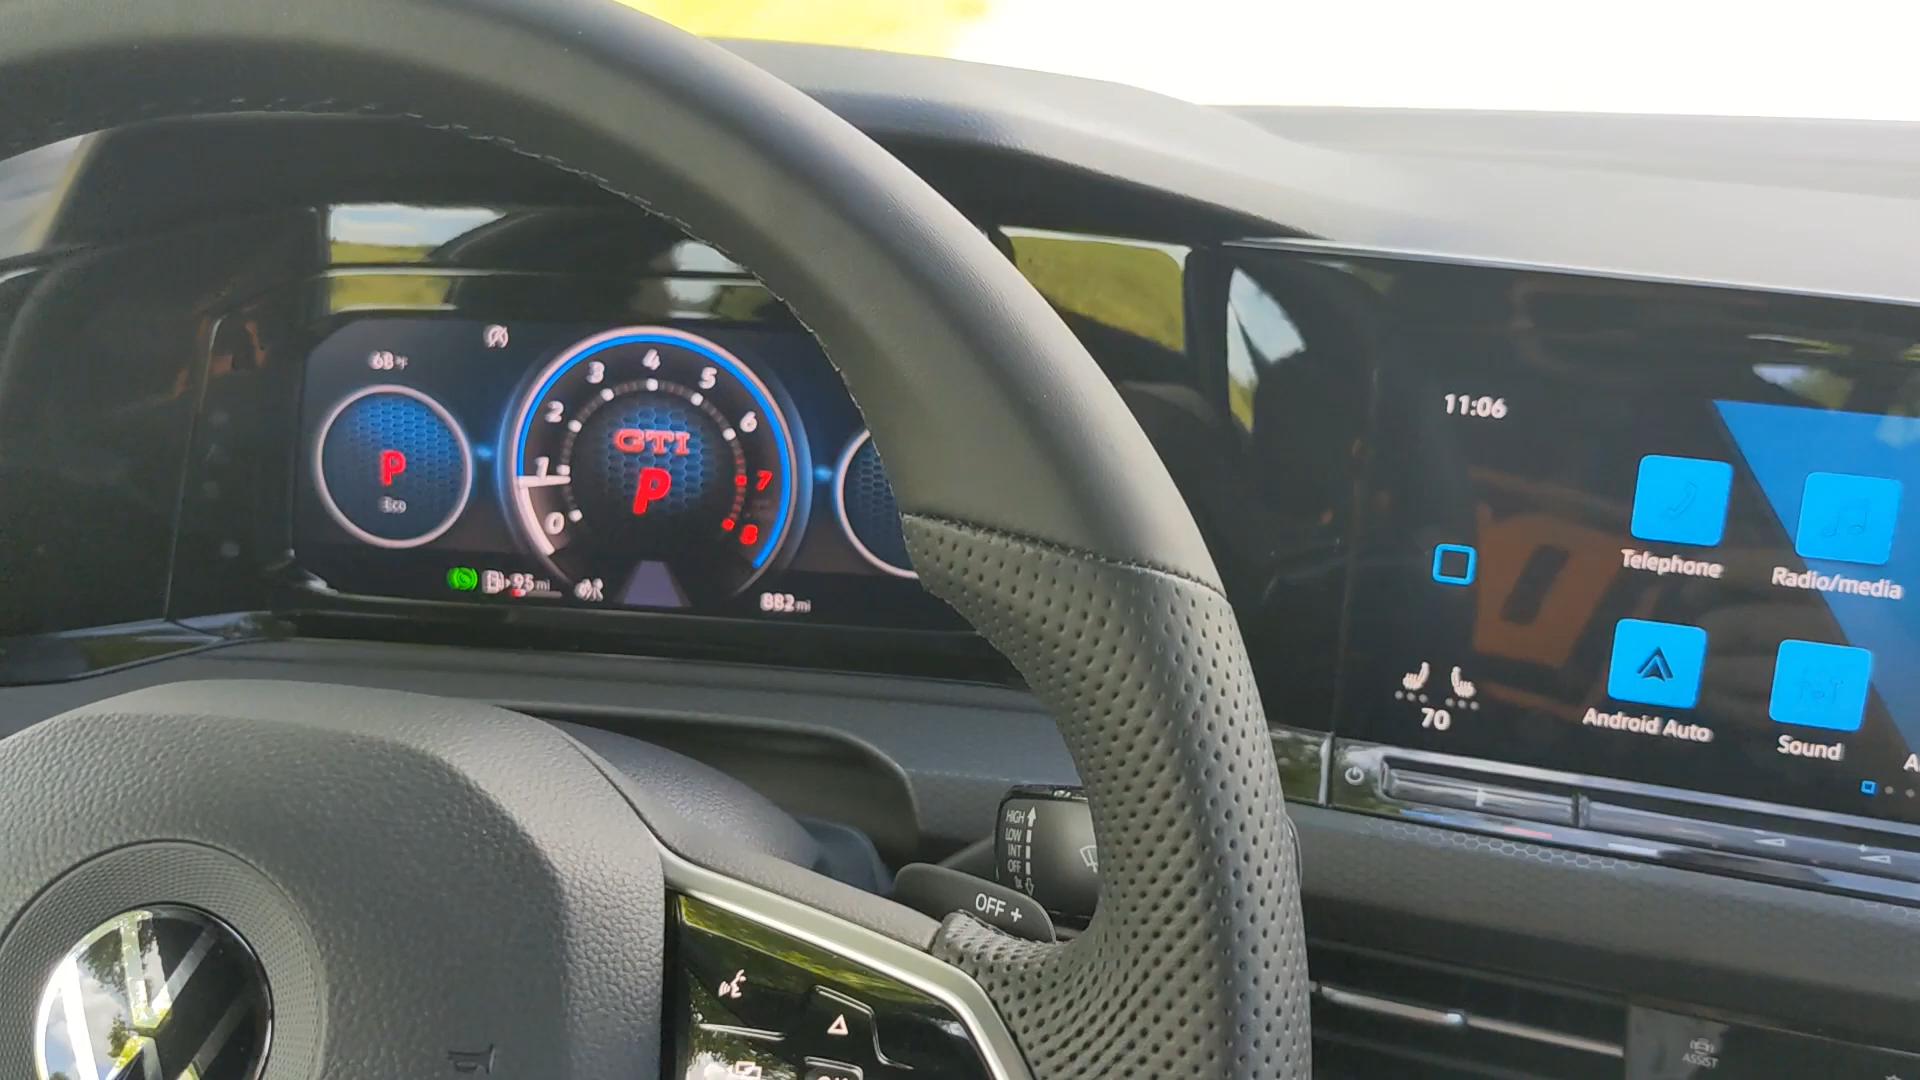 68°F
0
1
2
3
4
5
6
7
8
GTI
P
P
Eco
95 mi
882 mi
11:06
Telephone
Radio/media
Android Auto
Sound
70
HIGH
LOW
INT
OFF
1x
OFF +
ASSIST